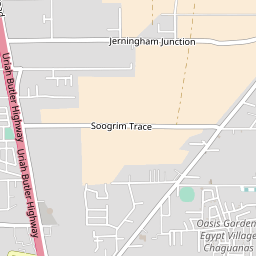 Jerningham Junction
Uriah Butler Highway
Soogrim Trace
Uriah Butler Highway
Oasis Garden
Egypt Village
Chaguanas